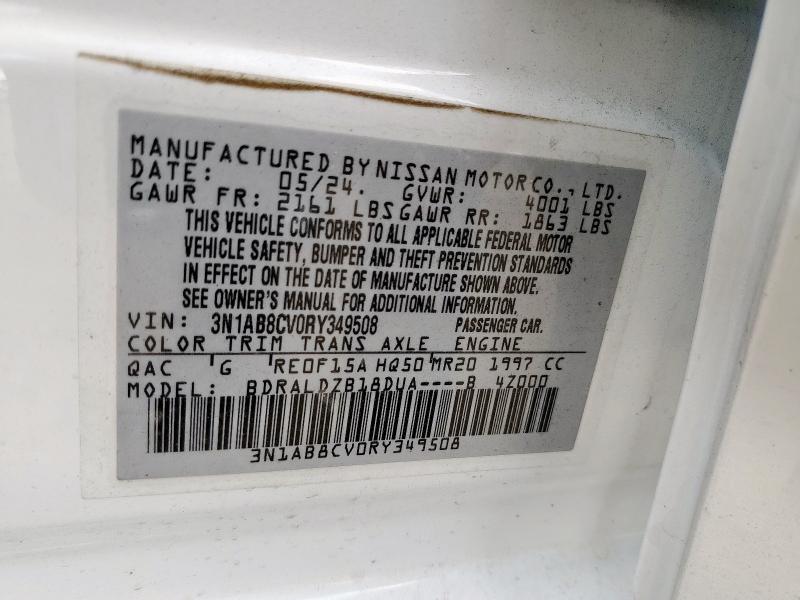 MANUFACTURED BY NISSAN MOTOR CO., LTD.
DATE: 05/24. GVWR: 4001 LBS
GAWR FR: 2161 LBS GAWR RR: 1863 LBS
THIS VEHICLE CONFORMS TO ALL APPLICABLE FEDERAL MOTOR
VEHICLE SAFETY, BUMPER AND THEFT PREVENTION STANDARDS
IN EFFECT ON THE DATE OF MANUFACTURE SHOWN ABOVE.
SEE OWNER'S MANUAL FOR ADDITIONAL INFORMATION.
VIN: 3N1AB8CV0RY349508 PASSENGER CAR.
COLOR TRIM TRANS AXLE ENGINE
QAC G RE0F15A HQ50 MR20 1997 CC
MODEL: BDRALDZB18DUA----B 4Z000
3N1AB8CV0RY349508